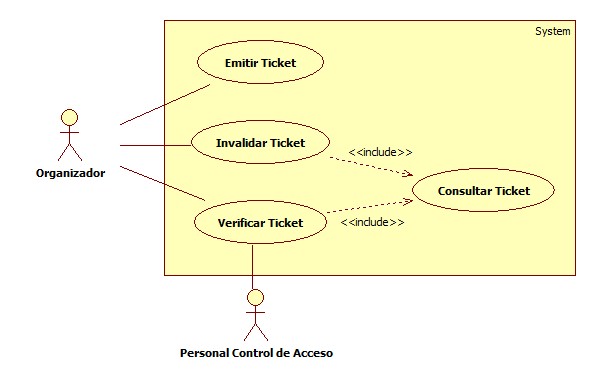 System
Emitir Ticket
Invalidar Ticket
<<include>>
Organizador
Consultar Ticket
Verificar Ticket
<<include>>
Personal Control de Acceso